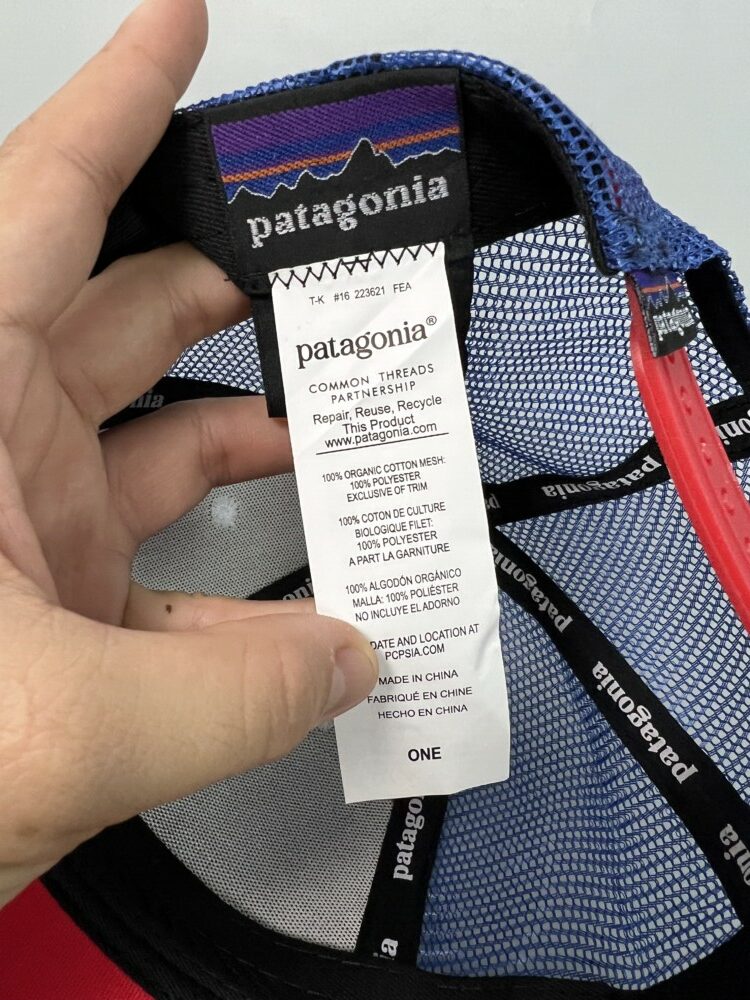 patagonia
T-K #16 223621 FEA
patagonia®
COMMON THREADS
PARTNERSHIP
Repair, Reuse, Recycle
This Product
www.patagonia.com
100% ORGANIC COTTON MESH:
100% POLYESTER
EXCLUSIVE OF TRIM
100% COTON DE CULTURE
BIOLOGIQUE FILET:
100% POLYESTER
A PART LA GARNITURE
100% ALGODÓN ORGÁNICO
MALLA: 100% POLIÉSTER
NO INCLUYE EL ADORNO
DATE AND LOCATION AT
PCPSIA.COM
MADE IN CHINA
FABRIQUÉ EN CHINE
HECHO EN CHINA
ONE
patagonia
patagonia
patagonia
patagonia